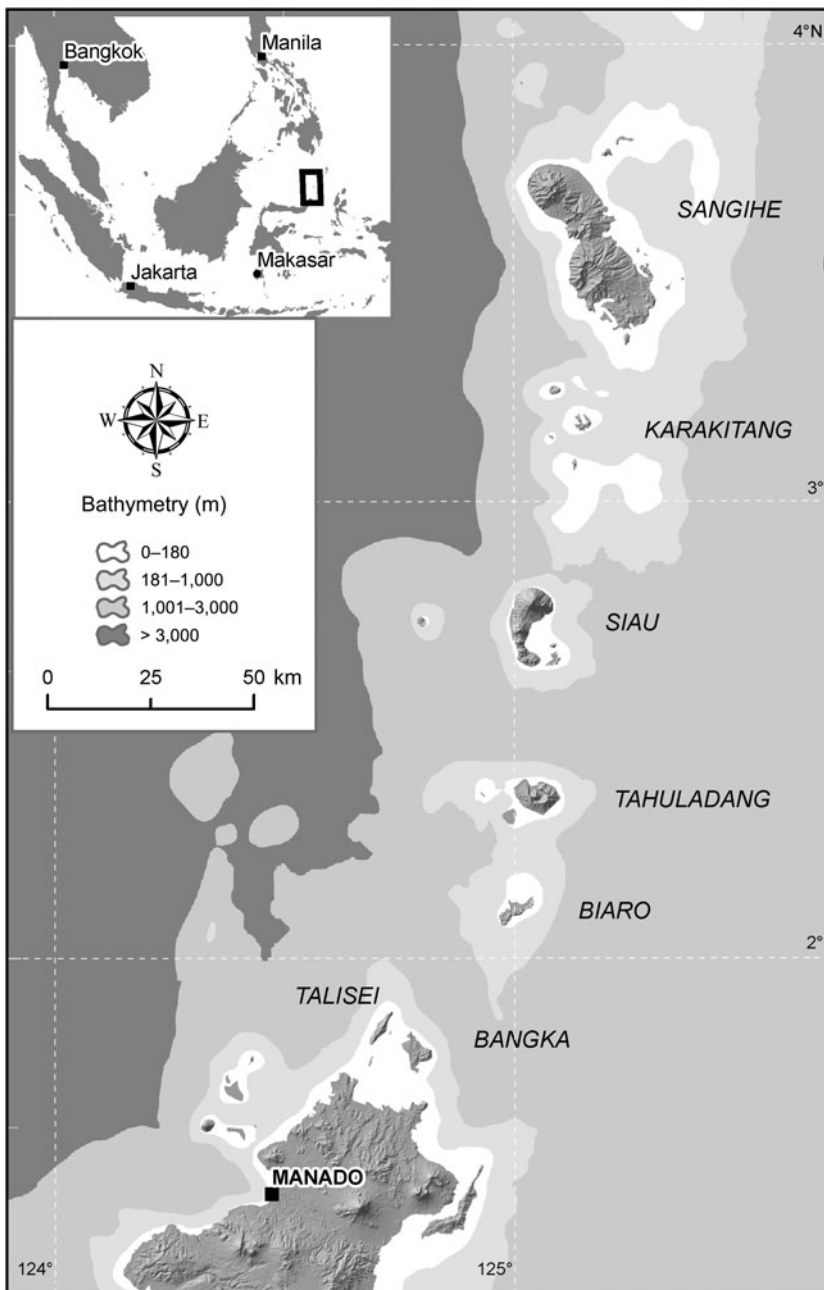 Bangkok
Manila
Jakarta
Makasar
4°N
SANGIHE
KARAKITANG
3°
N
W E
S
Bathymetry (m)
0–180
181–1,000
1,001–3,000
> 3,000
0 25 50 km
SIAU
TAHULADANG
BIARO
2°
TALISEI
BANGKA
MANADO
124° 125°